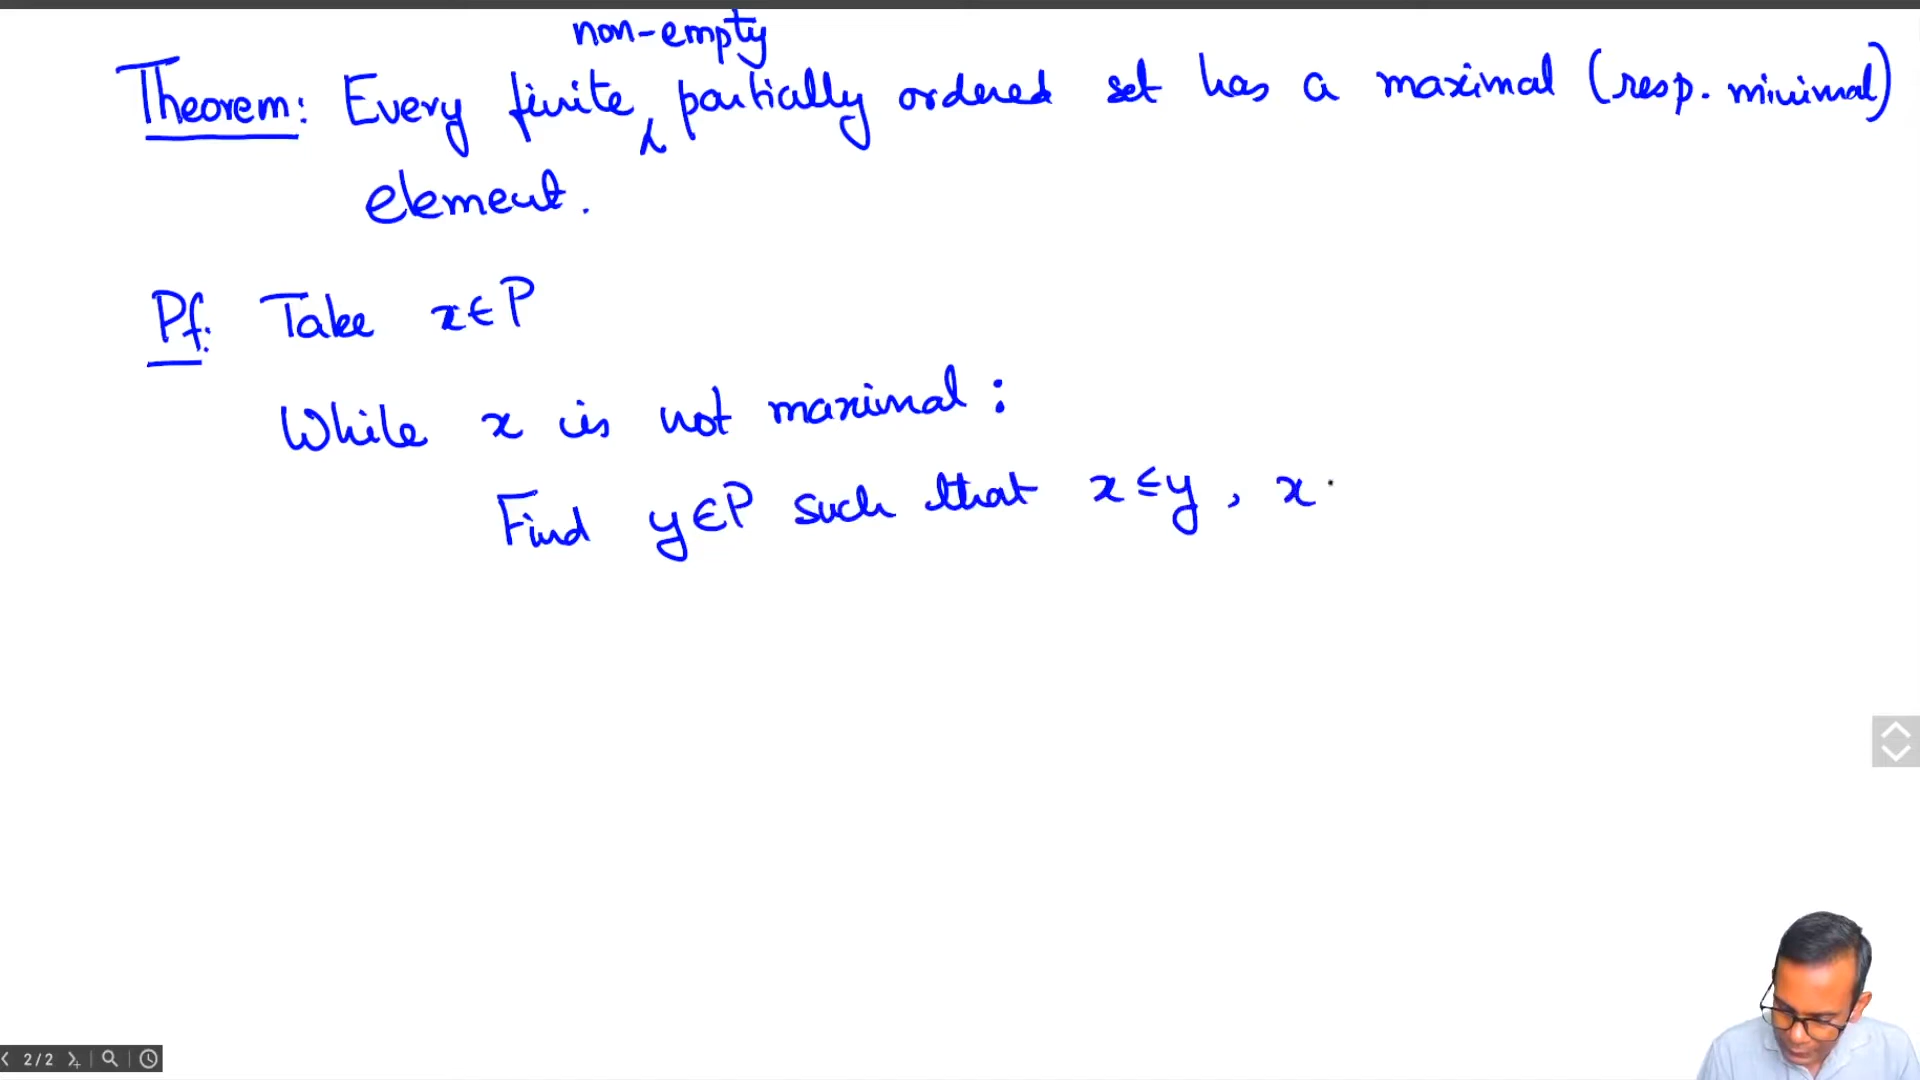 non-empty
Theorem: Every finite ʎ partially ordered set has a maximal (resp. minimal)
element.
Pf: Take x∈P
While x is not maximal:
Find y∈P such that x≤y, x
2/2